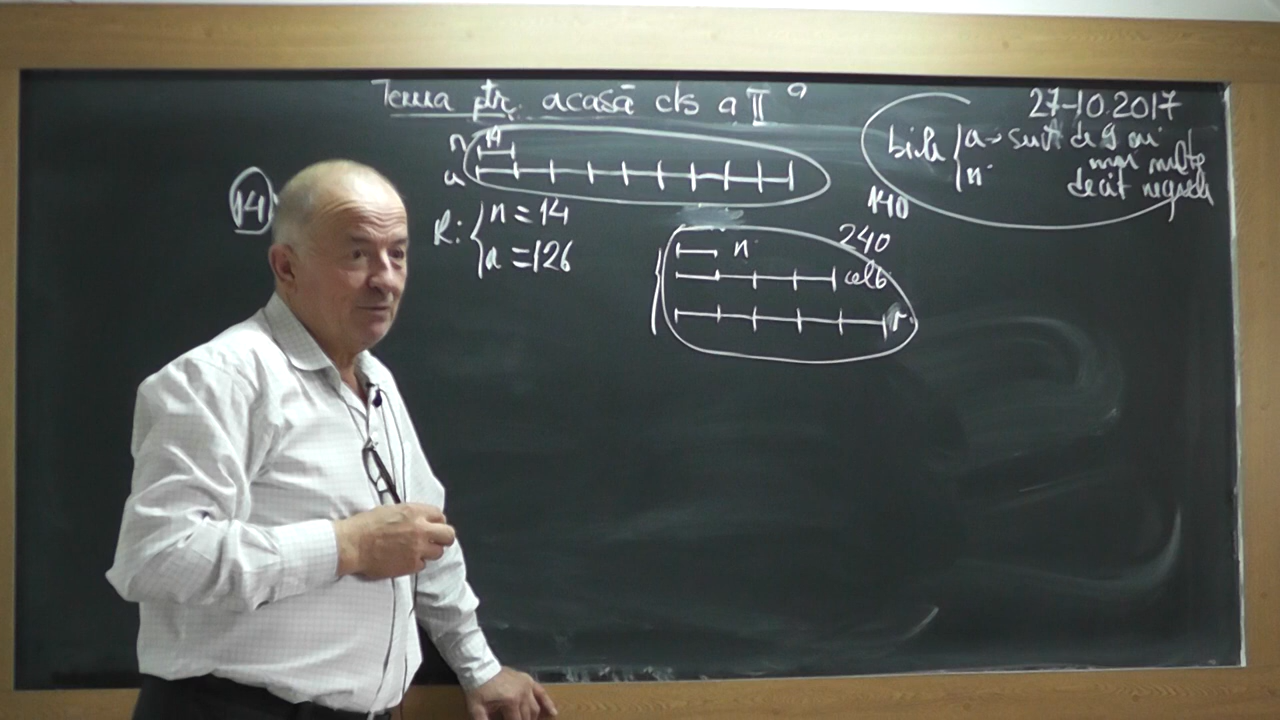 Tema ptr. acasă cls a II a
27-10.2017
bile { a → sunt de 9 ori
mai multe
decât negrele
n
n 14
a
14
R: { n = 14
a = 126
140
240
n
alb
r.